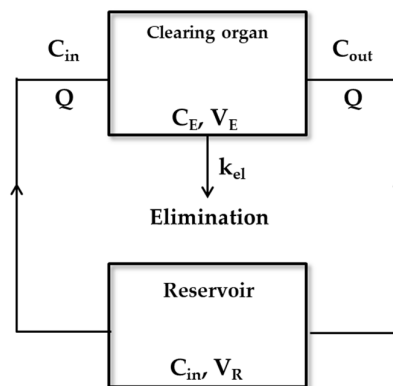 Clearing organ
C_in
C_out
Q
Q
C_E, V_E
k_el
Elimination
Reservoir
C_in, V_R